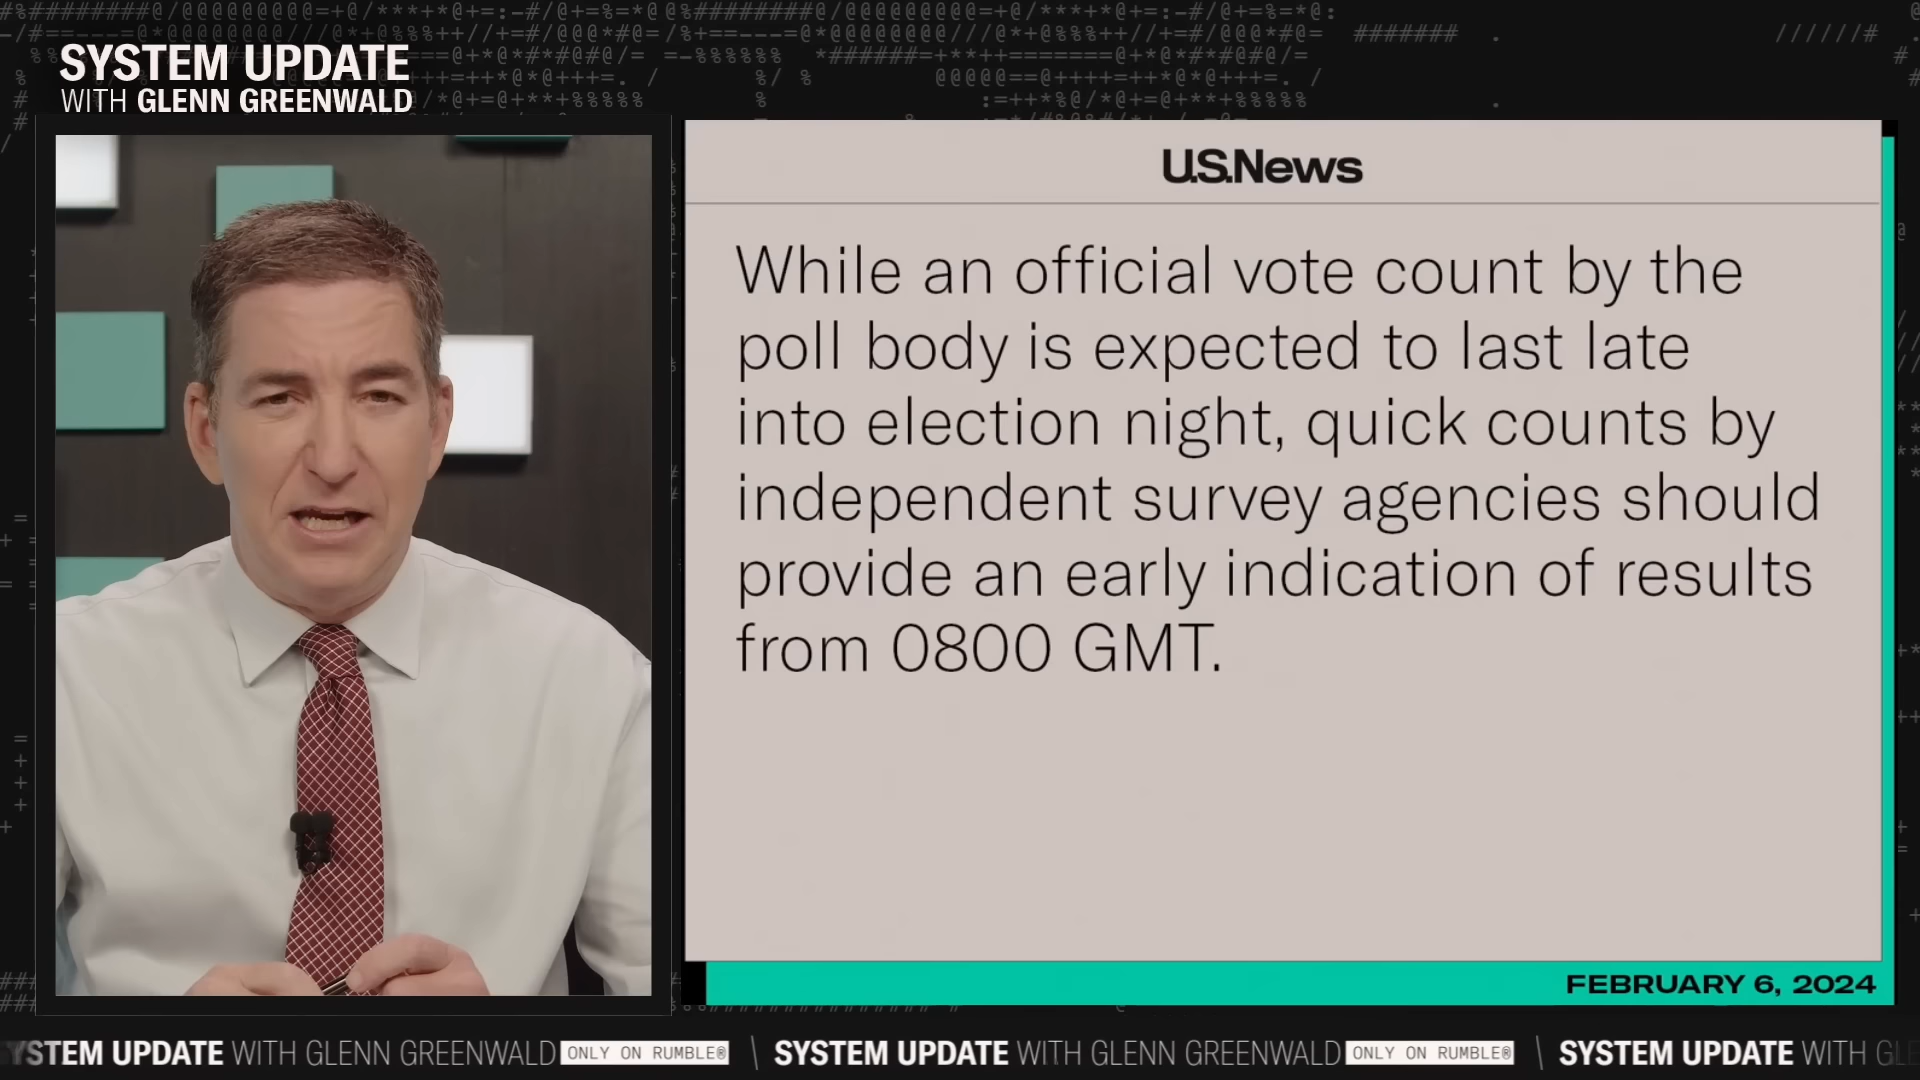 SYSTEM UPDATE
WITH GLENN GREENWALD
U.S.News
While an official vote count by the
poll body is expected to last late
into election night, quick counts by
independent survey agencies should
provide an early indication of results
from 0800 GMT.
FEBRUARY 6, 2024
YSTEM UPDATE WITH GLENN GREENWALD ONLY ON RUMBLE® \ SYSTEM UPDATE WITH GLENN GREENWALD ONLY ON RUMBLE® \ SYSTEM UPDATE WITH GLE